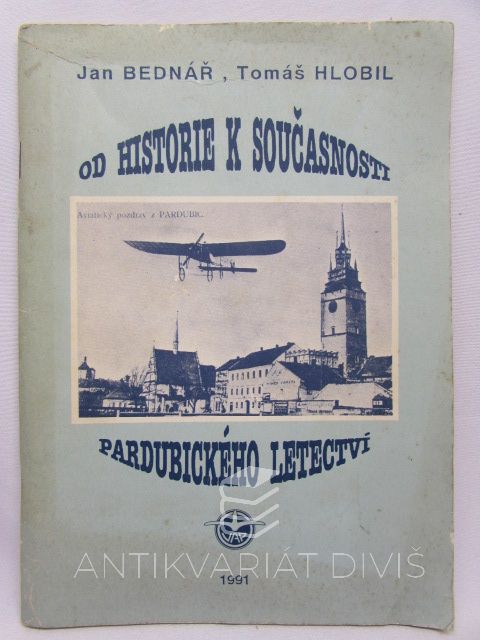 Jan BEDNÁŘ , Tomáš HLOBIL
OD HISTORIE K SOUČASNOSTI
Aviatický pozdrav z PARDUBIC.
PARDUBICKÉHO LETECTVÍ
ANTIKVARIÁT DIVIŠ
1991